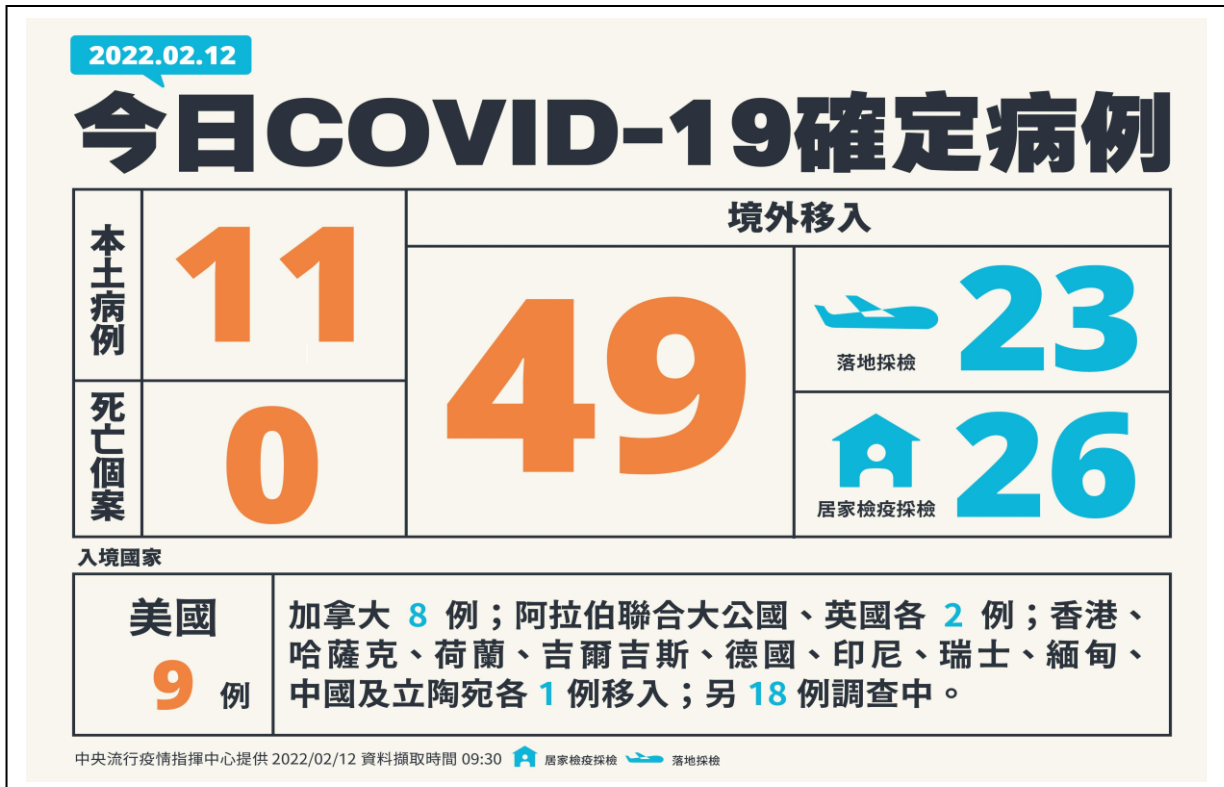 2022.02.12
今日COVID-19確定病例
本土病例
11
死亡個案
0
境外移入
49
落地採檢
23
居家檢疫採檢
26
入境國家
美國
9 例
加拿大 8 例；阿拉伯聯合大公國、英國各 2 例；香港、
哈薩克、荷蘭、吉爾吉斯、德國、印尼、瑞士、緬甸、
中國及立陶宛各 1 例移入；另 18 例調查中。
中央流行疫情指揮中心提供 2022/02/12 資料擷取時間 09:30 居家檢疫採檢 落地採檢